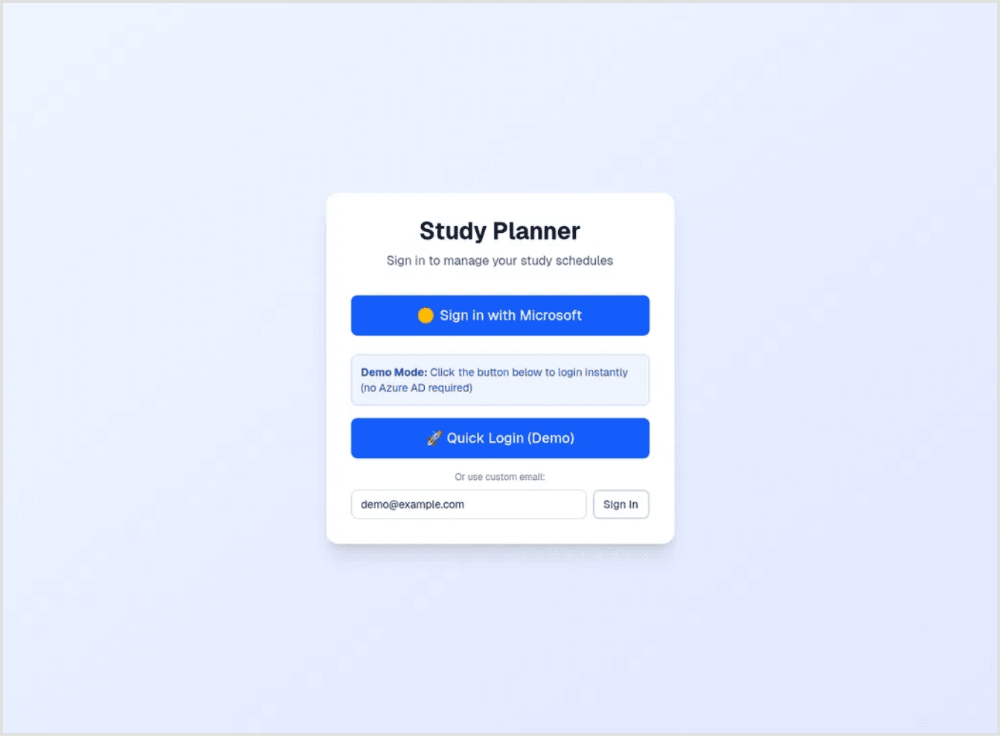 Study Planner
Sign in to manage your study schedules
Sign in with Microsoft
Demo Mode: Click the button below to login instantly
(no Azure AD required)
Quick Login (Demo)
Or use custom email:
demo@example.com
Sign In